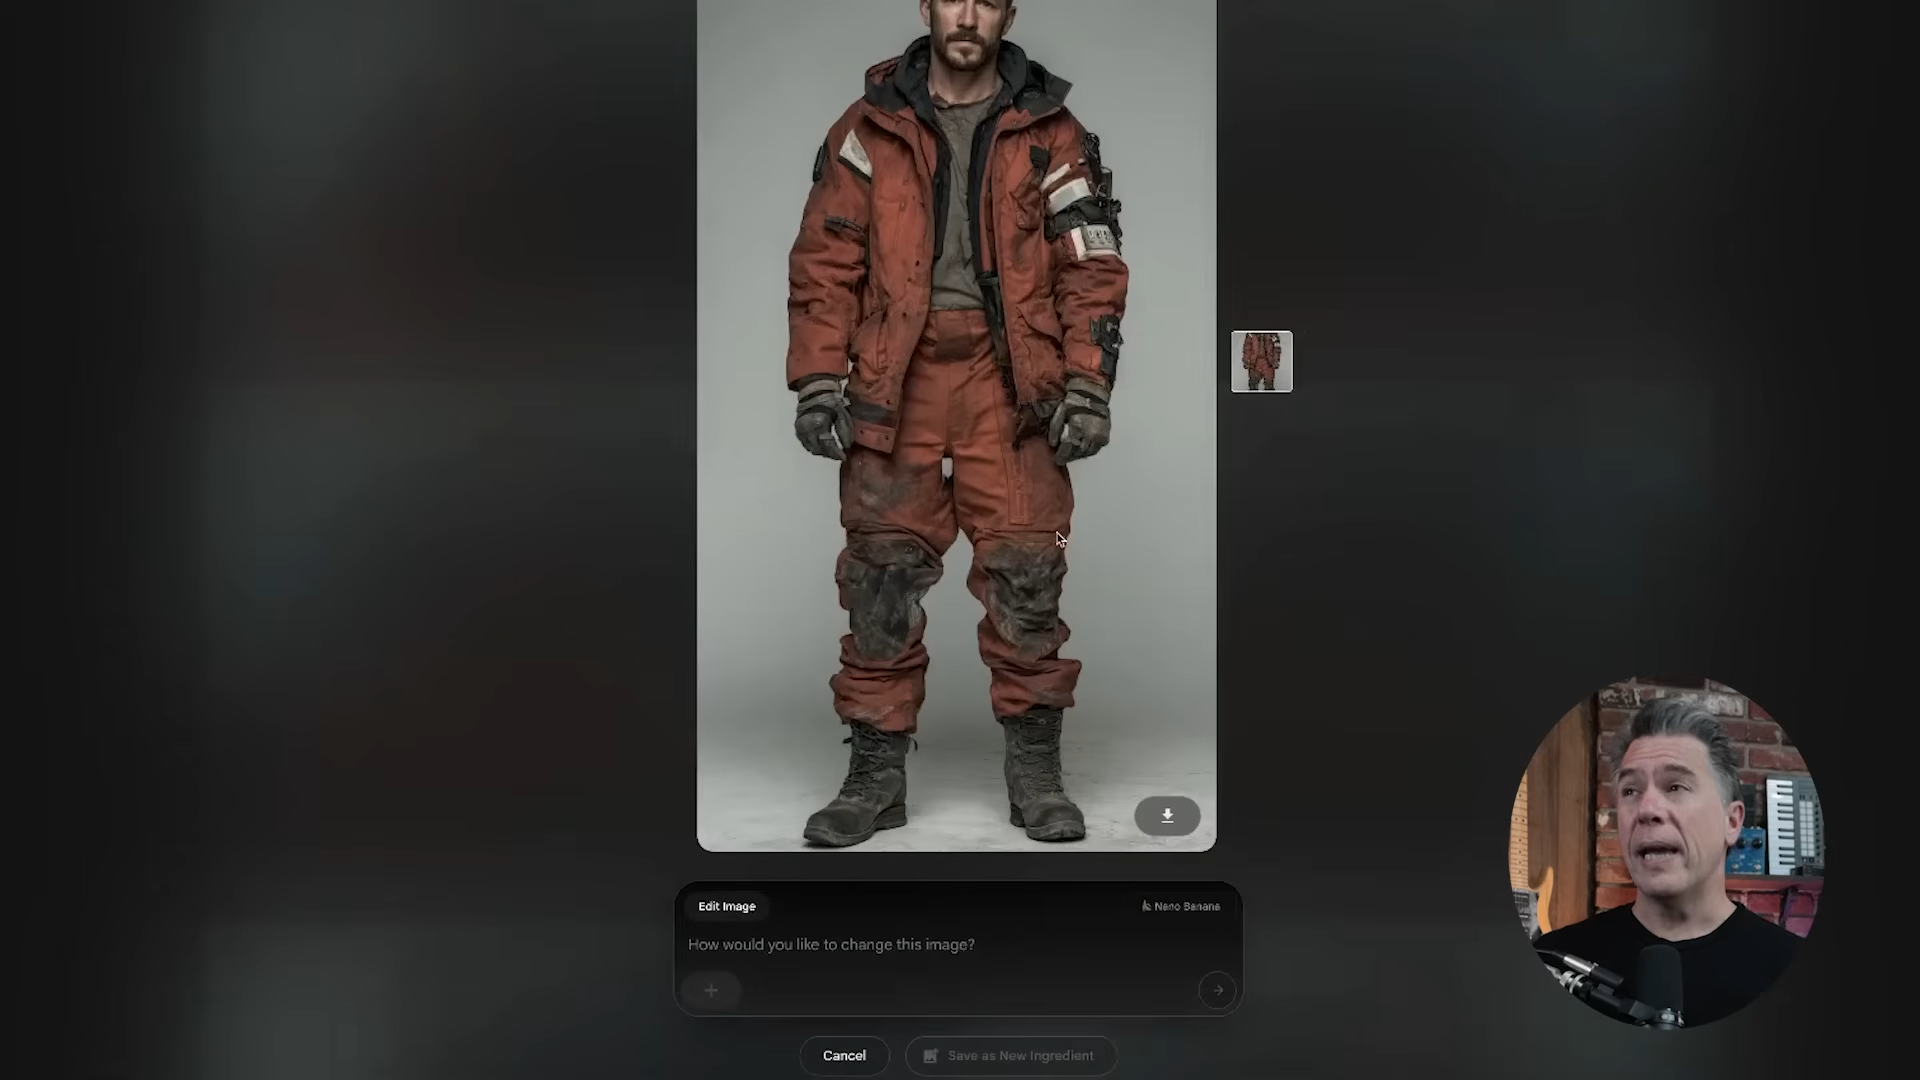 Edit Image
Nano Banana
How would you like to change this image?
Cancel
Save as New Ingredient